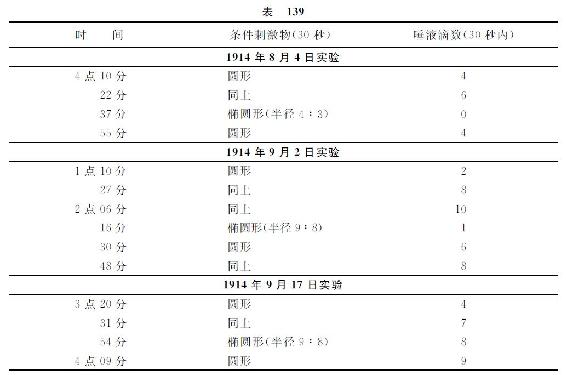 表 139
时 间 条件刺激物(30秒) 唾液滴数(30秒内)
1914年8月4日实验
4点10分 圆形 4
22分 同上 6
37分 椭圆形(半径4:3) 0
55分 圆形 4
1914年9月2日实验
1点10分 圆形 2
27分 同上 8
2点06分 同上 10
16分 椭圆形(半径9:8) 1
30分 圆形 6
48分 同上 8
1914年9月17日实验
3点20分 圆形 4
31分 同上 7
54分 椭圆形(半径9:8) 8
4点09分 圆形 9